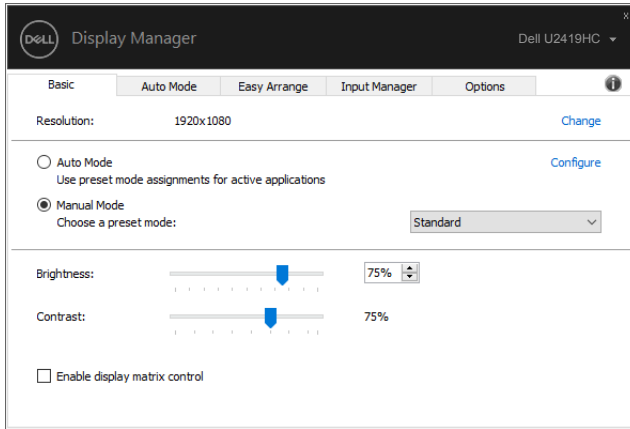 x
DELL Display Manager Dell U2419HC
Basic Auto Mode Easy Arrange Input Manager Options i
Resolution: 1920x1080 Change
Auto Mode Configure
Use preset mode assignments for active applications
Manual Mode
Choose a preset mode: Standard
Brightness: 75%
Contrast: 75%
Enable display matrix control